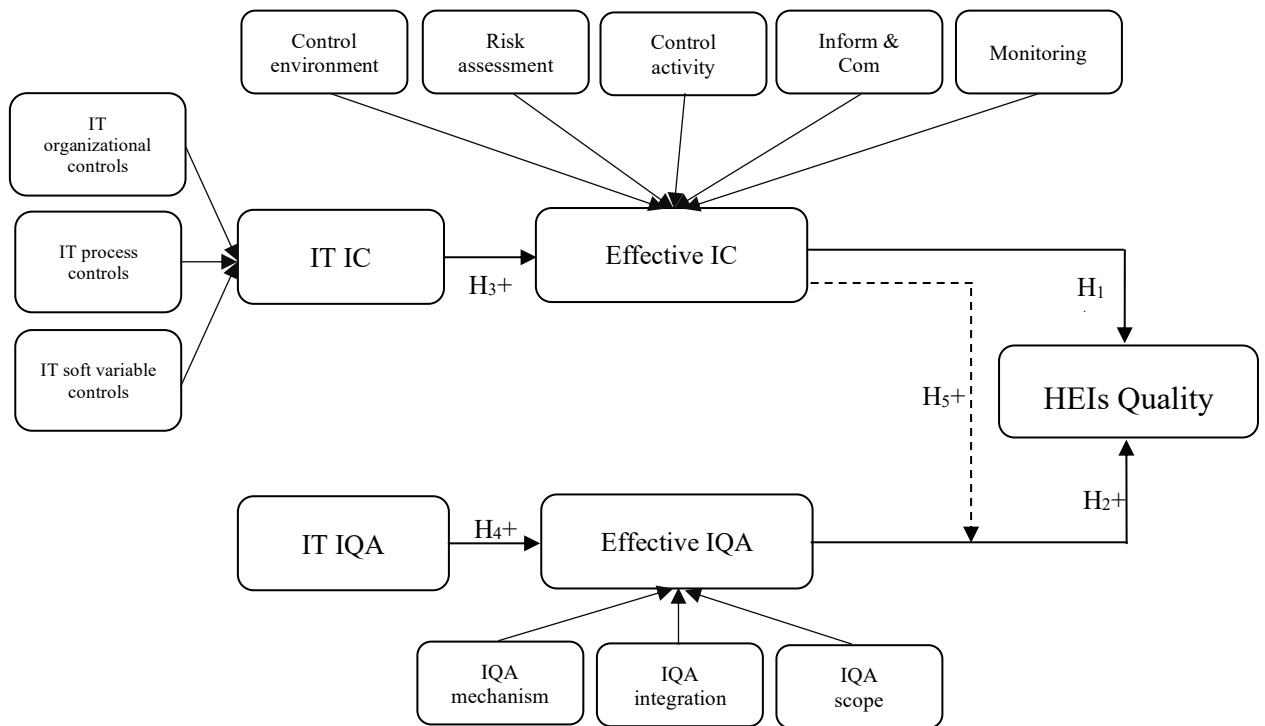 Control
environment
Risk
assessment
Control
activity
Inform &
Com
Monitoring
IT
organizational
controls
IT process
controls
IT soft variable
controls
IT IC
H₃+
Effective IC
H₁
H₅+
HEIs Quality
H₂+
IT IQA
H₄+
Effective IQA
IQA
mechanism
IQA
integration
IQA
scope